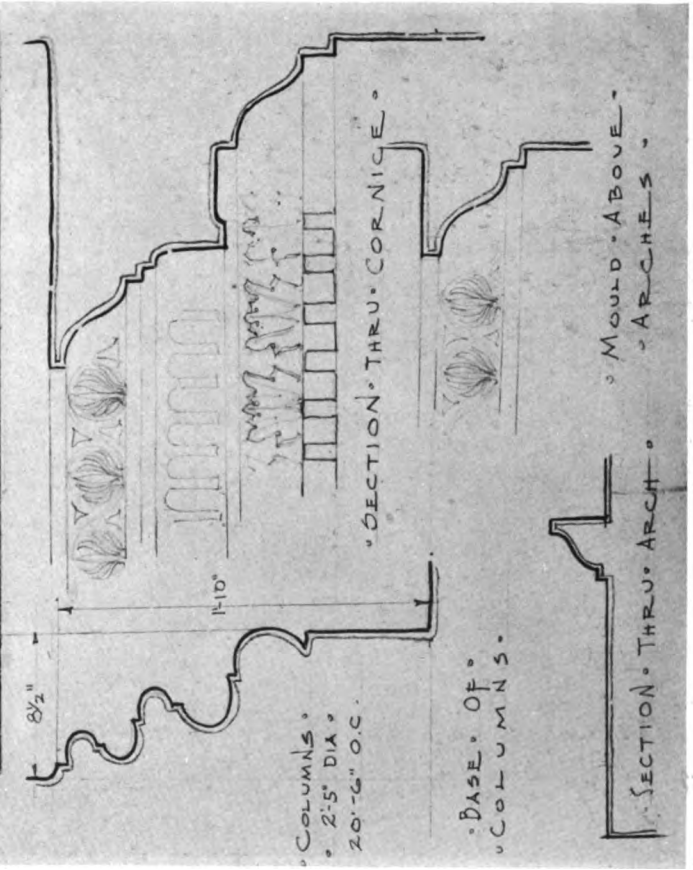 8½"
1'-10"
· COLUMNS ·
· 2'-5" DIA ·
20'-6" O.C.
· BASE · OF ·
· COLUMNS ·
· SECTION · THRU · CORNICE ·
· MOULD · ABOVE ·
· ARCHES ·
· SECTION · THRU · ARCH ·